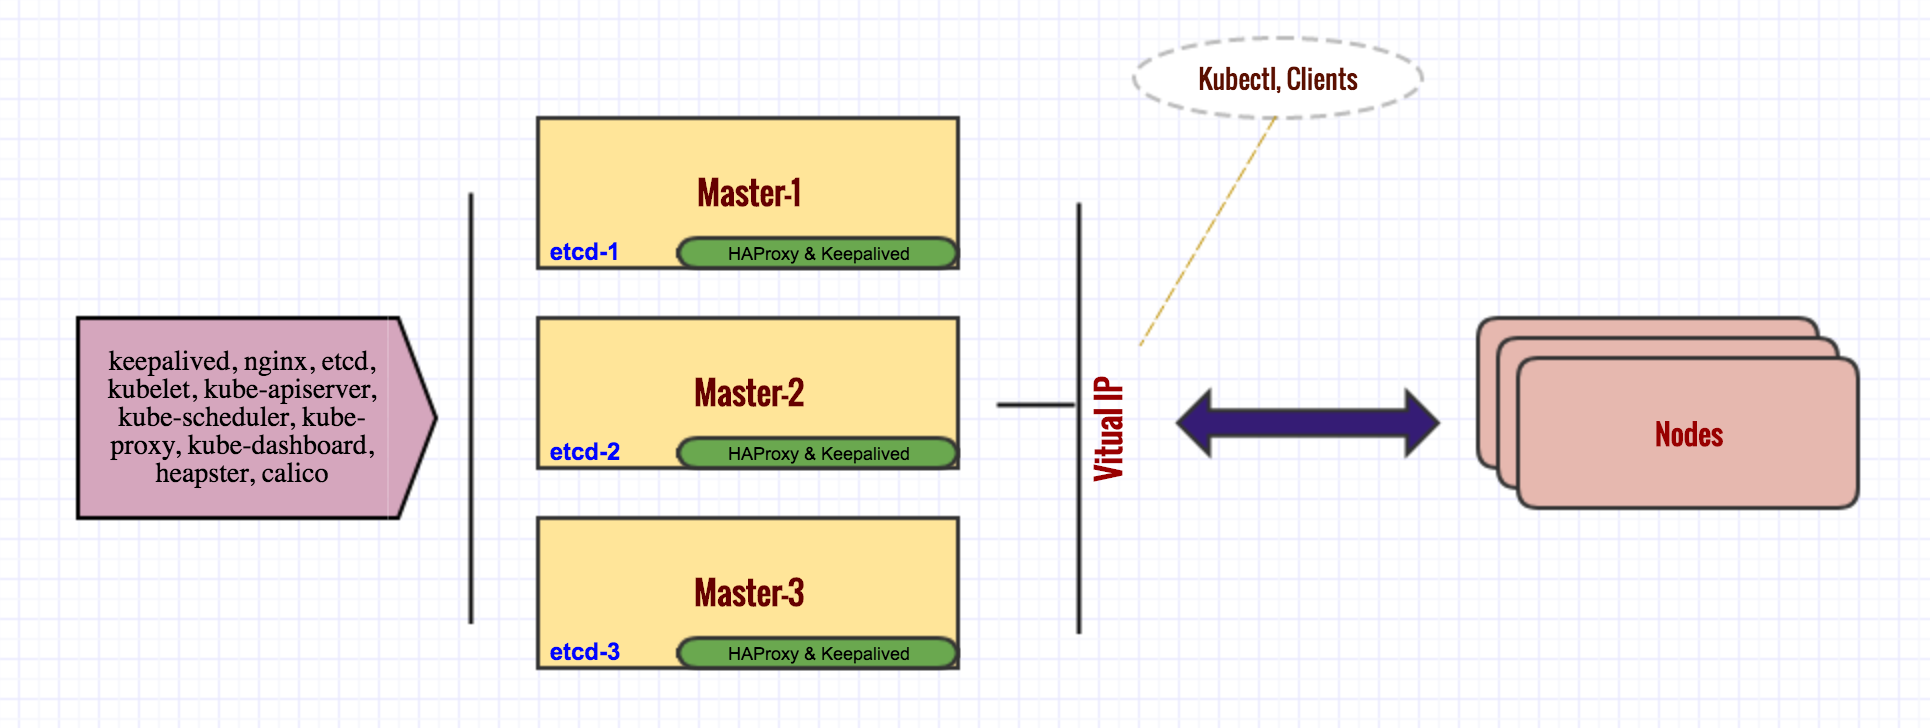 Kubectl, Clients
Master-1
etcd-1
HAProxy & Keepalived
keepalived, nginx, etcd,
kubelet, kube-apiserver,
kube-scheduler, kube-
proxy, kube-dashboard,
heapster, calico
Master-2
etcd-2
HAProxy & Keepalived
Master-3
etcd-3
HAProxy & Keepalived
Vitual IP
Nodes